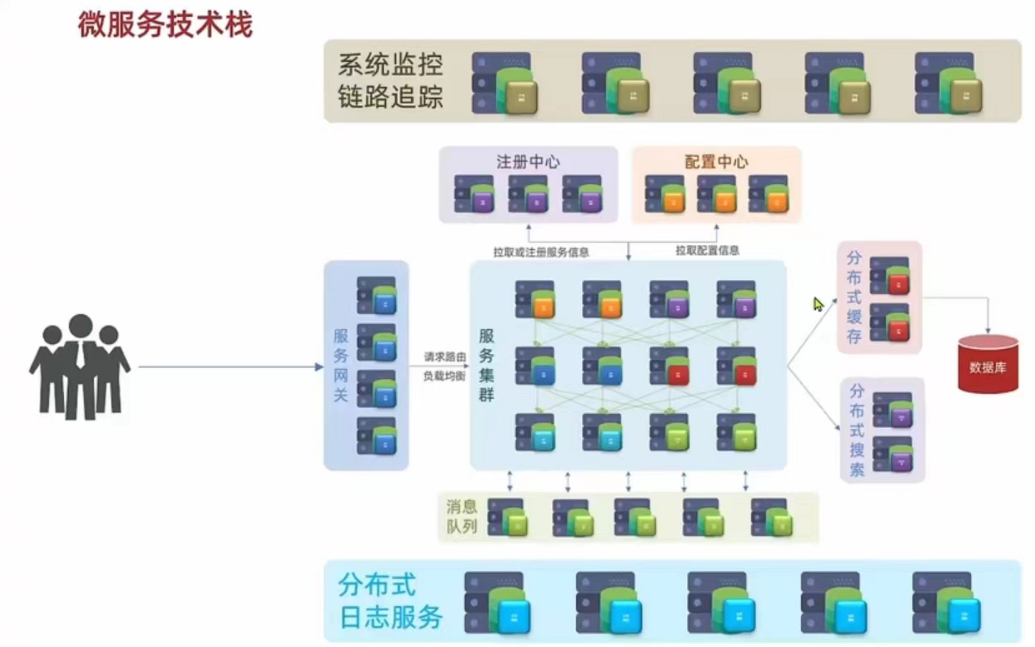 微服务技术栈
系统监控
链路追踪
注册中心
配置中心
拉取或注册服务信息
拉取配置信息
服务网关
请求路由
负载均衡
服务集群
分布式缓存
数据库
分布式搜索
消息
队列
分布式
日志服务